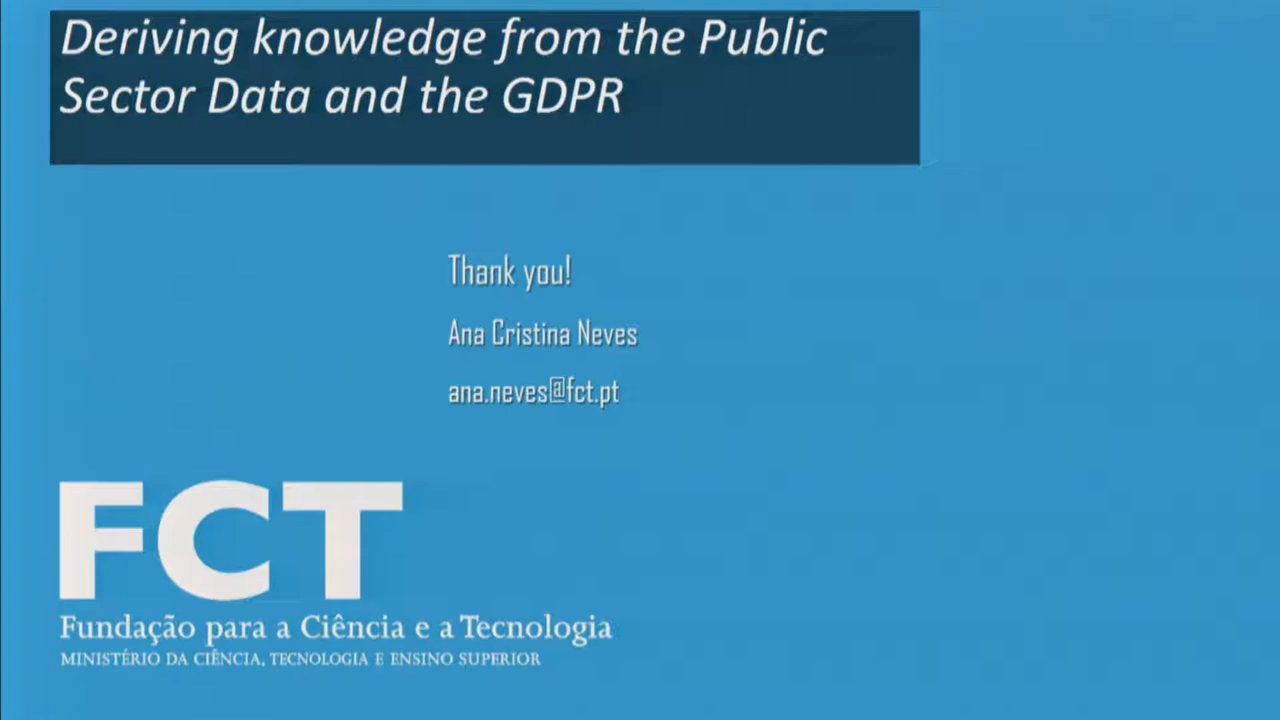 Deriving knowledge from the Public
Sector Data and the GDPR
Thank you!
Ana Cristina Neves
ana.neves@fct.pt
FCT
Fundação para a Ciência e a Tecnologia
MINISTÉRIO DA CIÊNCIA, TECNOLOGIA E ENSINO SUPERIOR